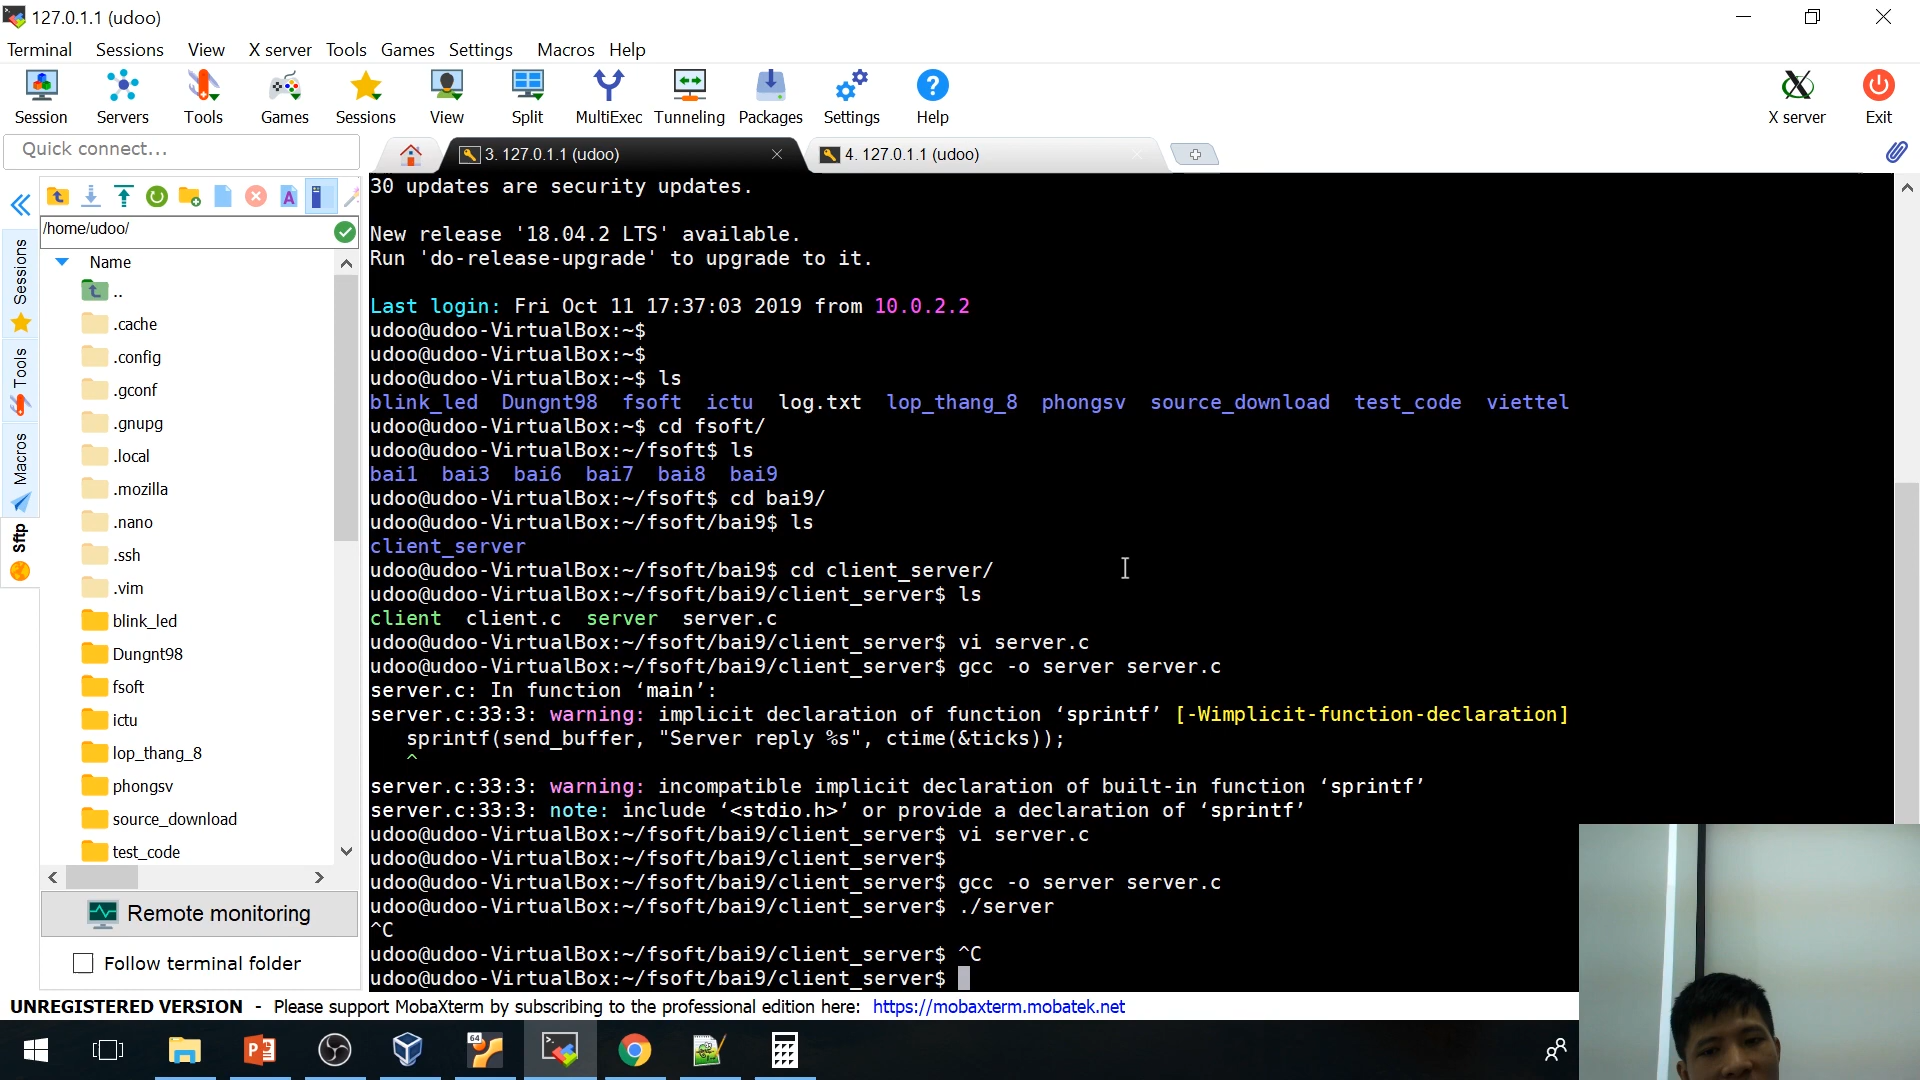 127.0.1.1 (udoo)
Terminal Sessions View X server Tools Games Settings Macros Help
Session Servers Tools Games Sessions View Split MultiExec Tunneling Packages Settings Help X server Exit
Quick connect...
3. 127.0.1.1 (udoo)
4. 127.0.1.1 (udoo)
Sessions
Tools
Macros
Sftp
/home/udoo/
Name
..
.cache
.config
.gconf
.gnupg
.local
.mozilla
.nano
.ssh
.vim
blink_led
Dungnt98
fsoft
ictu
lop_thang_8
phongsv
source_download
test_code
Remote monitoring
Follow terminal folder
30 updates are security updates.
New release '18.04.2 LTS' available.
Run 'do-release-upgrade' to upgrade to it.
Last login: Fri Oct 11 17:37:03 2019 from 10.0.2.2
udoo@udoo-VirtualBox:~$
udoo@udoo-VirtualBox:~$
udoo@udoo-VirtualBox:~$ ls
blink_led Dungnt98 fsoft ictu log.txt lop_thang_8 phongsv source_download test_code viettel
udoo@udoo-VirtualBox:~$ cd fsoft/
udoo@udoo-VirtualBox:~/fsoft$ ls
bai1 bai3 bai6 bai7 bai8 bai9
udoo@udoo-VirtualBox:~/fsoft$ cd bai9/
udoo@udoo-VirtualBox:~/fsoft/bai9$ ls
client_server
udoo@udoo-VirtualBox:~/fsoft/bai9$ cd client_server/
udoo@udoo-VirtualBox:~/fsoft/bai9/client_server$ ls
client client.c server server.c
udoo@udoo-VirtualBox:~/fsoft/bai9/client_server$ vi server.c
udoo@udoo-VirtualBox:~/fsoft/bai9/client_server$ gcc -o server server.c
server.c: In function ‘main’:
server.c:33:3: warning: implicit declaration of function ‘sprintf’ [-Wimplicit-function-declaration]
sprintf(send_buffer, "Server reply %s", ctime(&ticks));
^
server.c:33:3: warning: incompatible implicit declaration of built-in function ‘sprintf’
server.c:33:3: note: include ‘<stdio.h>’ or provide a declaration of ‘sprintf’
udoo@udoo-VirtualBox:~/fsoft/bai9/client_server$ vi server.c
udoo@udoo-VirtualBox:~/fsoft/bai9/client_server$
udoo@udoo-VirtualBox:~/fsoft/bai9/client_server$ gcc -o server server.c
udoo@udoo-VirtualBox:~/fsoft/bai9/client_server$ ./server
^C
udoo@udoo-VirtualBox:~/fsoft/bai9/client_server$ ^C
udoo@udoo-VirtualBox:~/fsoft/bai9/client_server$
UNREGISTERED VERSION - Please support MobaXterm by subscribing to the professional edition here: https://mobaxterm.mobatek.net